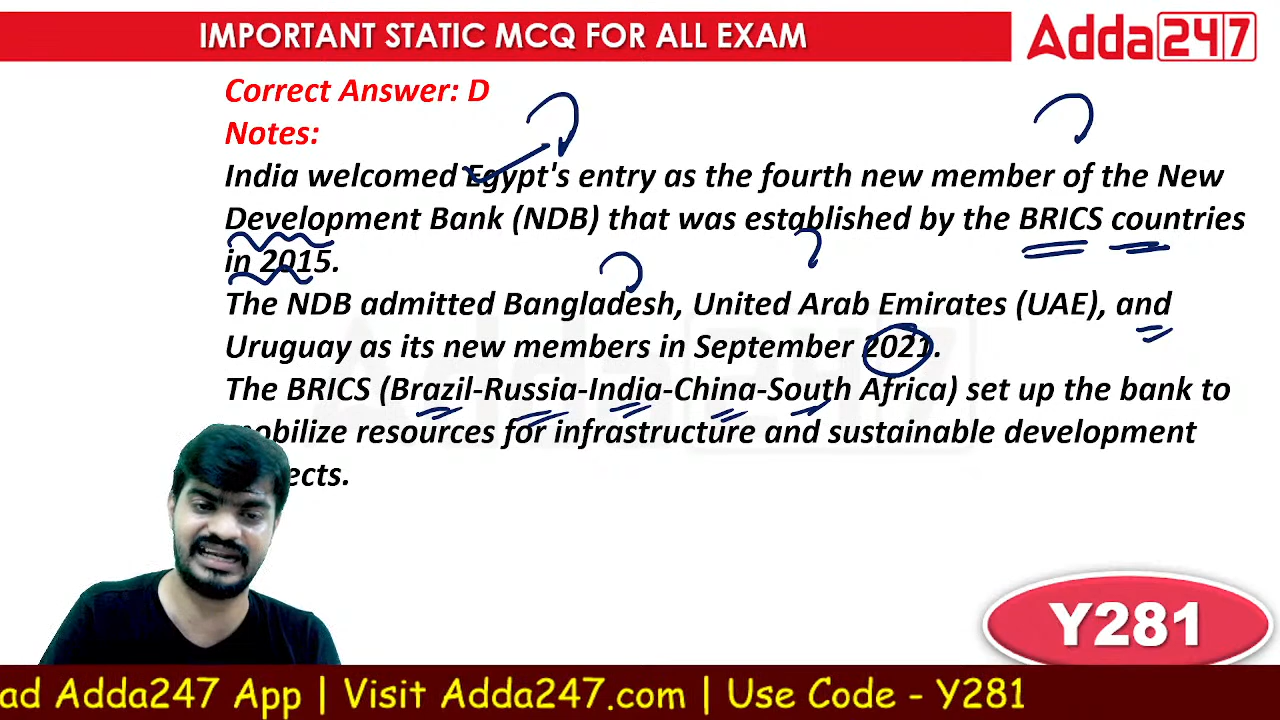 IMPORTANT STATIC MCQ FOR ALL EXAM
Adda247
Correct Answer: D
Notes:
India welcomed Egypt's entry as the fourth new member of the New
Development Bank (NDB) that was established by the BRICS countries
in 2015.
The NDB admitted Bangladesh, United Arab Emirates (UAE), and
Uruguay as its new members in September 2021.
The BRICS (Brazil-Russia-India-China-South Africa) set up the bank to
mobilize resources for infrastructure and sustainable development
ects.
Y281
ad Adda247 App | Visit Adda247.com | Use Code - Y281